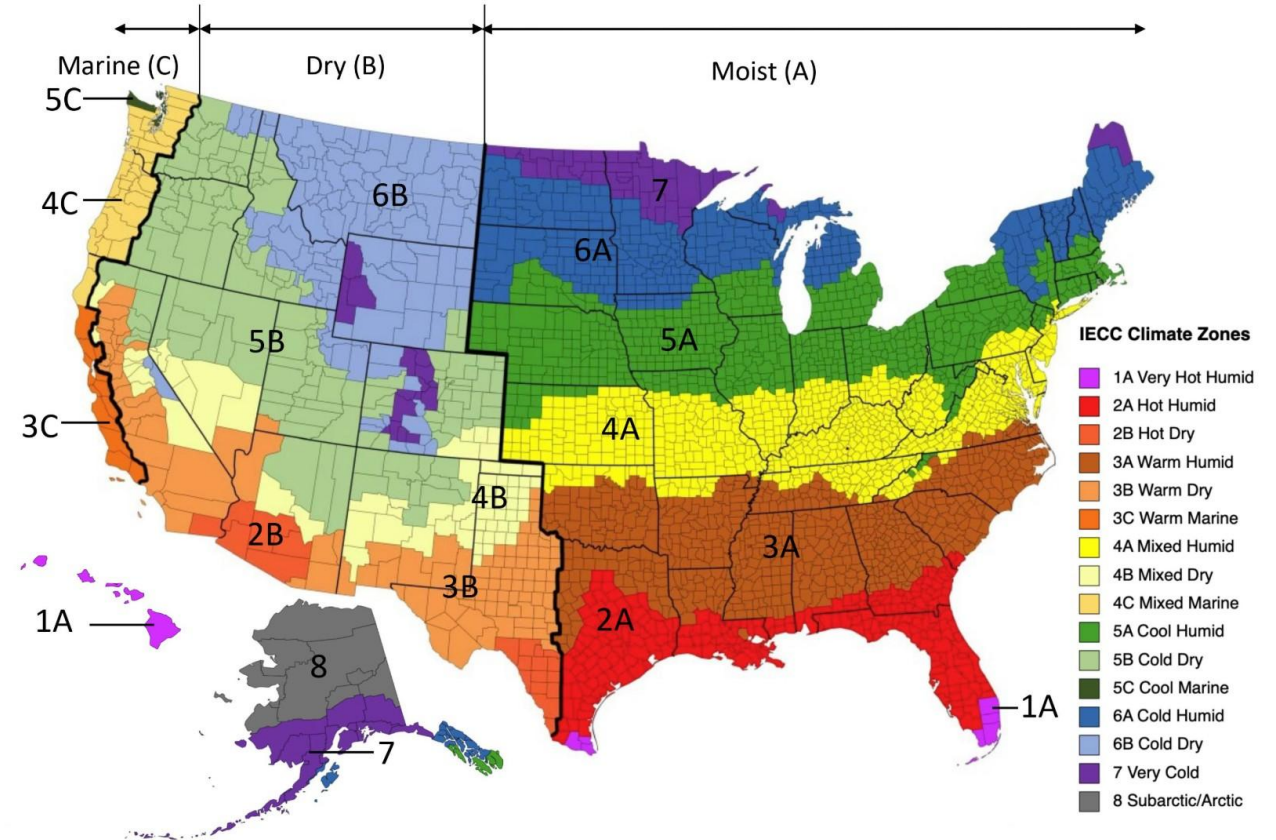 Marine (C)
Dry (B)
Moist (A)
5C
4C
3C
6B
5B
4B
2B
3B
7
6A
5A
4A
3A
2A
1A
1A
8
7
IECC Climate Zones
1A Very Hot Humid
2A Hot Humid
2B Hot Dry
3A Warm Humid
3B Warm Dry
3C Warm Marine
4A Mixed Humid
4B Mixed Dry
4C Mixed Marine
5A Cool Humid
5B Cold Dry
5C Cool Marine
6A Cold Humid
6B Cold Dry
7 Very Cold
8 Subarctic/Arctic